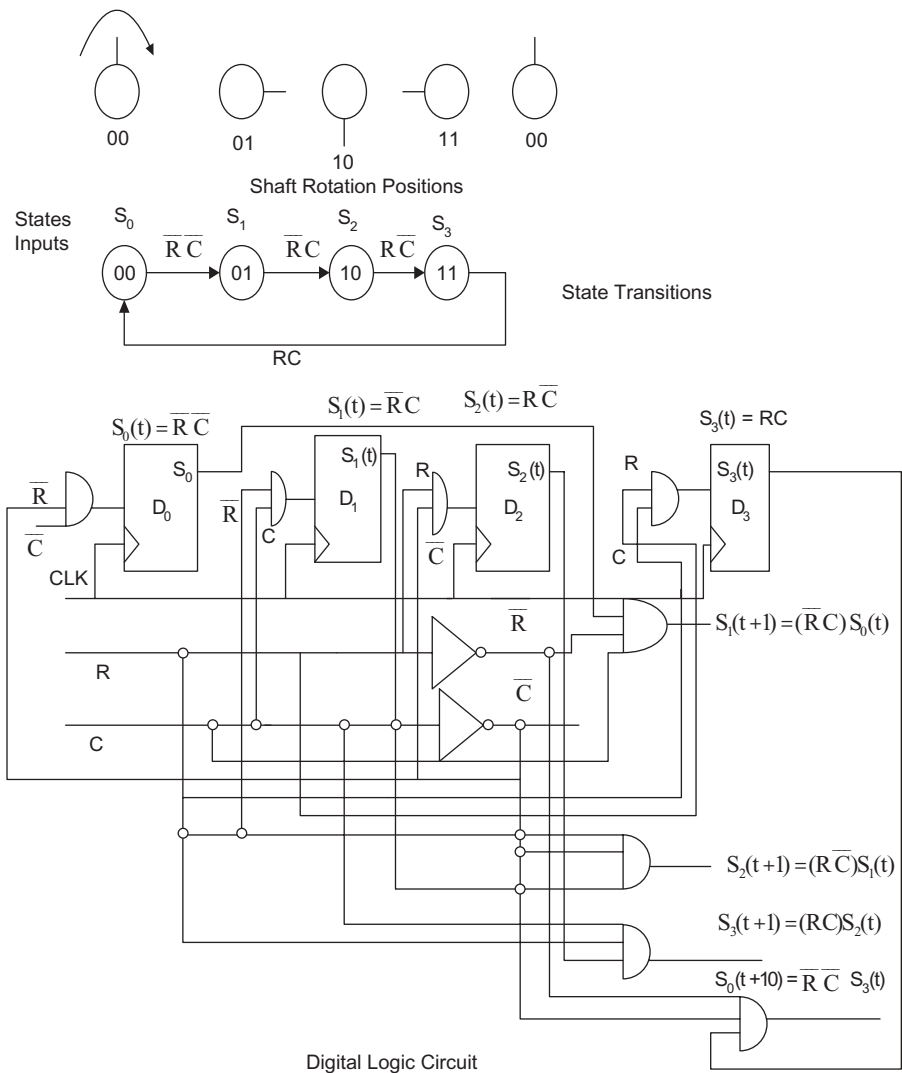 00
01
10
11
00
Shaft Rotation Positions
States
Inputs
S₀ S₁ S₂ S₃
R̅ C̅ R̅ C R C̅
00 01 10 11
State Transitions
RC
S₀(t) = R̅ C̅
S₁(t) = R̅ C
S₂(t) = R C̅
S₃(t) = RC
S₀
D₀
S₁(t)
D₁
S₂(t)
D₂
S₃(t)
D₃
R̅
C̅
R̅
C
R
C̅
R
C
CLK
R
C
R̅
C̅
S₁(t+1) = (R̅ C) S₀(t)
S₂(t+1) = (R C̅) S₁(t)
S₃(t+1) = (RC) S₂(t)
S₀(t+10) = R̅ C̅ S₃(t)
Digital Logic Circuit